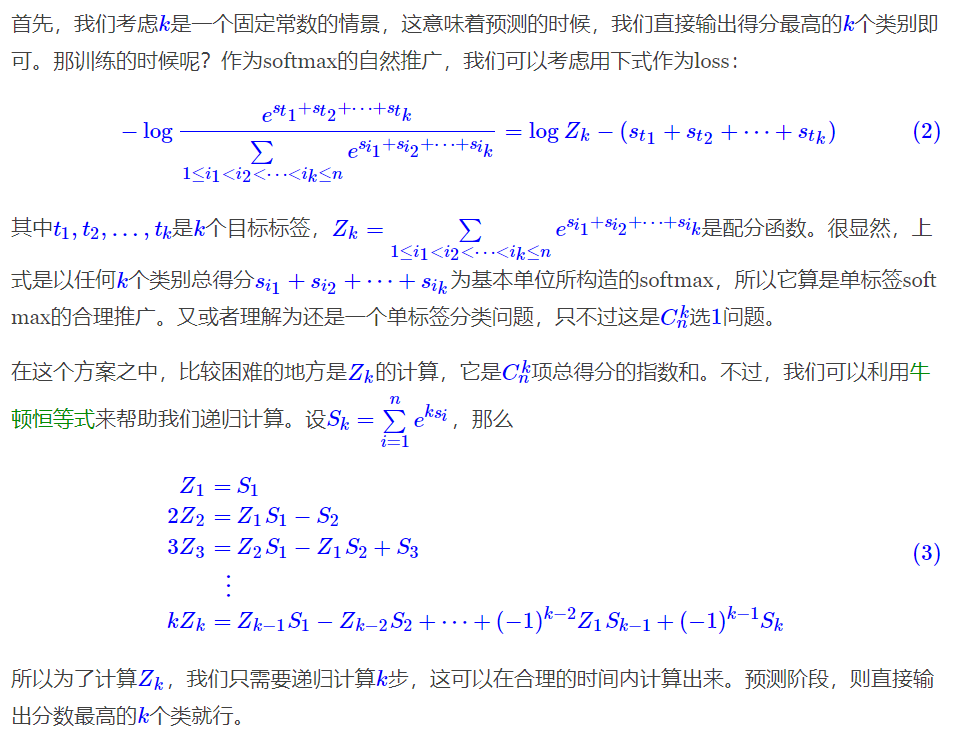 首先，我们考虑k是一个固定常数的情景，这意味着预测的时候，我们直接输出得分最高的k个类别即
可。那训练的时候呢？作为softmax的自然推广，我们可以考虑用下式作为loss：
$$-\log\frac{e^{s_{t_1}+s_{t_2}+\cdots+s_{t_k}}}{\sum\limits_{1\leq i_1<i_2<\cdots<i_k\leq n}e^{s_{i_1}+s_{i_2}+\cdots+s_{i_k}}}=\log Z_k-(s_{t_1}+s_{t_2}+\cdots+s_{t_k})\quad(2)$$
其中$t_1,t_2,\ldots,t_k$是k个目标标签，$Z_k=\sum\limits_{1\leq i_1<i_2<\cdots<i_k\leq n}e^{s_{i_1}+s_{i_2}+\cdots+s_{i_k}}$是配分函数。很显然，上
式是以任何k个类别总得分$s_{i_1}+s_{i_2}+\cdots+s_{i_k}$为基本单位所构造的softmax，所以它算是单标签soft
max的合理推广。又或者理解为还是一个单标签分类问题，只不过这是$C_n^k$选1问题。
在这个方案之中，比较困难的地方是$Z_k$的计算，它是$C_n^k$项总得分的指数和。不过，我们可以利用牛
顿恒等式来帮助我们递归计算。设$S_k=\sum\limits_{i=1}^{n}e^{ks_i}$，那么
$Z_1=S_1$
$2Z_2=Z_1S_1-S_2$
$3Z_3=Z_2S_1-Z_1S_2+S_3$
$\vdots$ (3)
$kZ_k=Z_{k-1}S_1-Z_{k-2}S_2+\cdots+(-1)^{k-2}Z_1S_{k-1}+(-1)^{k-1}S_k$
所以为了计算$Z_k$，我们只需要递归计算k步，这可以在合理的时间内计算出来。预测阶段，则直接输
出分数最高的k个类就行。